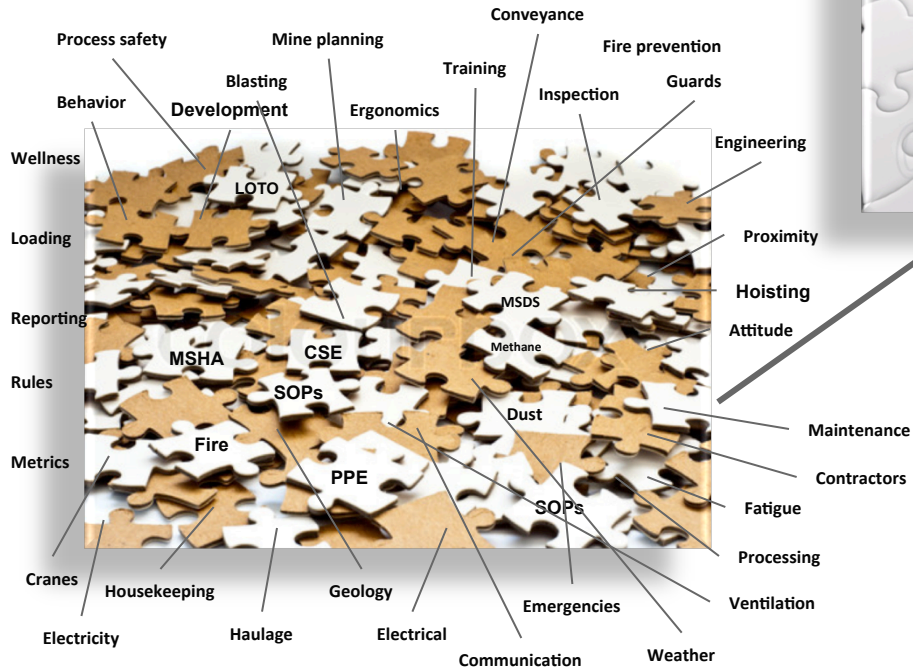 Conveyance
Process safety
Mine planning
Fire prevention
Training
Blasting
Guards
Inspection
Behavior
Development
Ergonomics
Engineering
Wellness
LOTO
Loading
Proximity
Hoisting
MSDS
Reporting
Attitude
Methane
CSE
MSHA
Rules
SOPs
Dust
Maintenance
Fire
Metrics
PPE
Contractors
SOPs
Fatigue
Processing
Cranes
Housekeeping
Geology
Emergencies
Ventilation
Electricity
Haulage
Electrical
Weather
Communication